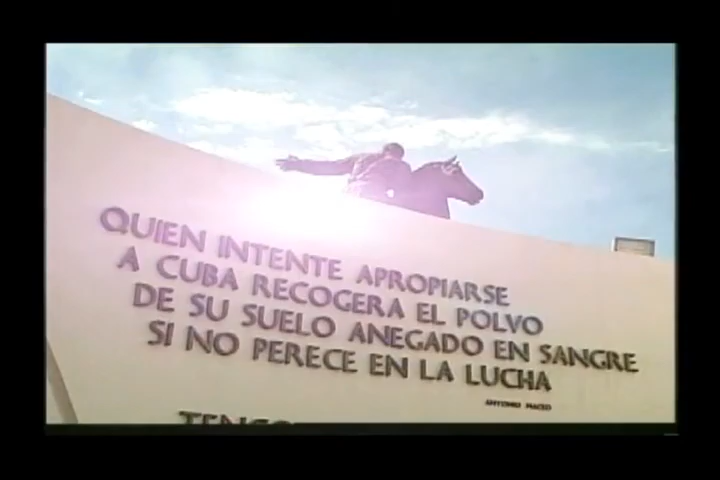 QUIEN INTENTE APROPIARSE
A CUBA RECOGERA EL POLVO
DE SU SUELO ANEGADO EN SANGRE
SI NO PERECE EN LA LUCHA
ANTONIO MACEO